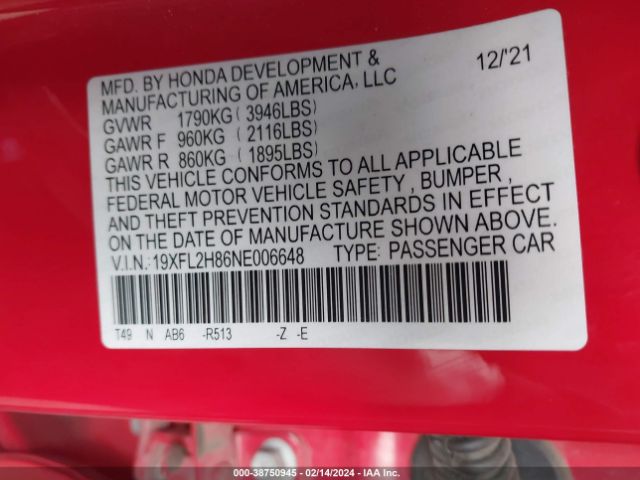 MFD. BY HONDA DEVELOPMENT & 12/'21
MANUFACTURING OF AMERICA, LLC
GVWR 1790KG ( 3946LBS)
GAWR F 960KG ( 2116LBS)
GAWR R 860KG ( 1895LBS)
THIS VEHICLE CONFORMS TO ALL APPLICABLE
FEDERAL MOTOR VEHICLE SAFETY , BUMPER ,
AND THEFT PREVENTION STANDARDS IN EFFECT
ON THE DATE OF MANUFACTURE SHOWN ABOVE.
V.I.N.: 19XFL2H86NE006648 TYPE: PASSENGER CAR
T49 N AB6 -R513 -Z -E
000-38750945 - 02/14/2024 - IAA Inc.